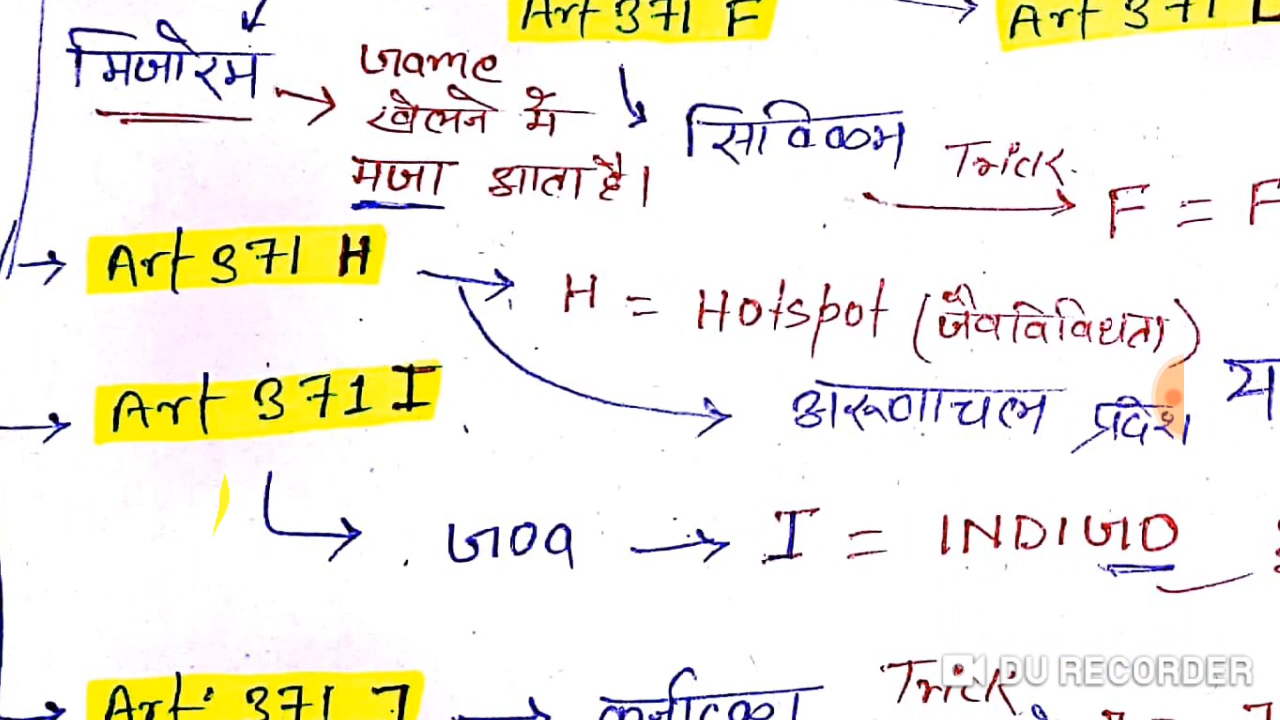 Art 371 F
Art 371
मिजोरम → Game
खेलने मे
मजा आता है।
सिक्किम
Trick
F = F
Art 371 H
H = Hotspot (जैवविविधता)
अरूणाचल प्रदेश
य
Art 371 I
Goa → I = INDIGO
Art. 371 J
कर्नाटका
Trick
DU RECORDER